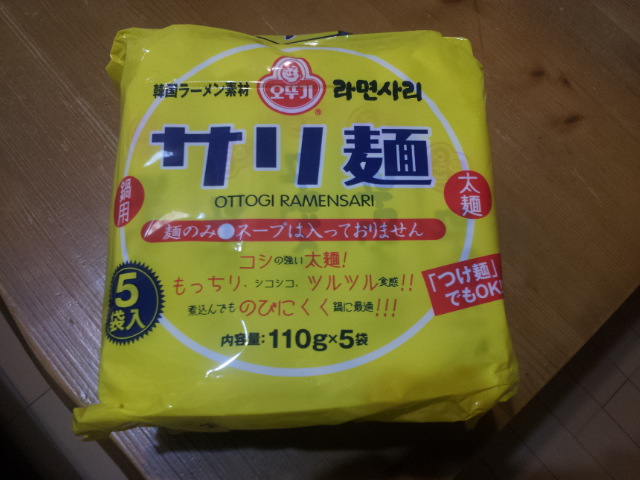 韓国ラーメン素材
오뚜기
®
라면사리
サリ麺
OTTOGI RAMENSARI
鍋用
太麺
麺のみ●スープは入っておりません
コシの強い太麺!
もっちり、シコシコ、ツルツル食感!!
煮込んでものびにくく鍋に最適!!!
5
袋入
「つけ麺」
でもOK!
内容量:110g×5袋